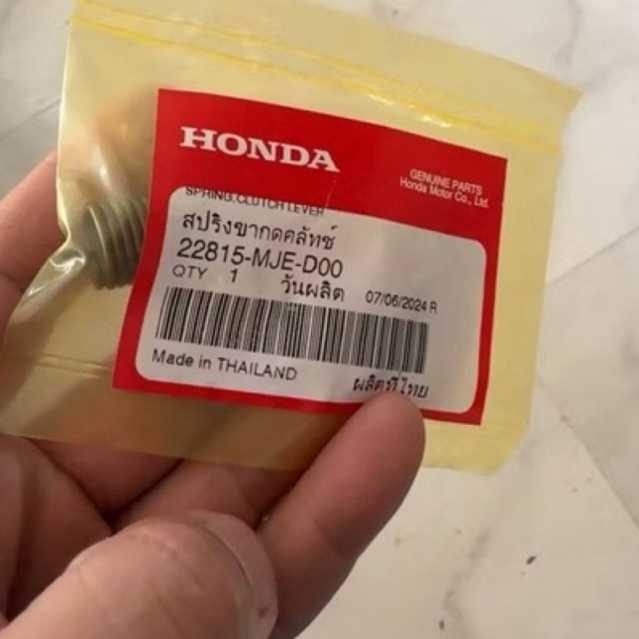 HONDA
GENUINE PARTS
Honda Motor Co., Ltd.
SPRING,CLUTCH LEVER
สปริงขากดคลัทช์
22815-MJE-D00
QTY 1 วันผลิต 07/06/2024 R
Made in THAILAND ผลิตที่ไทย